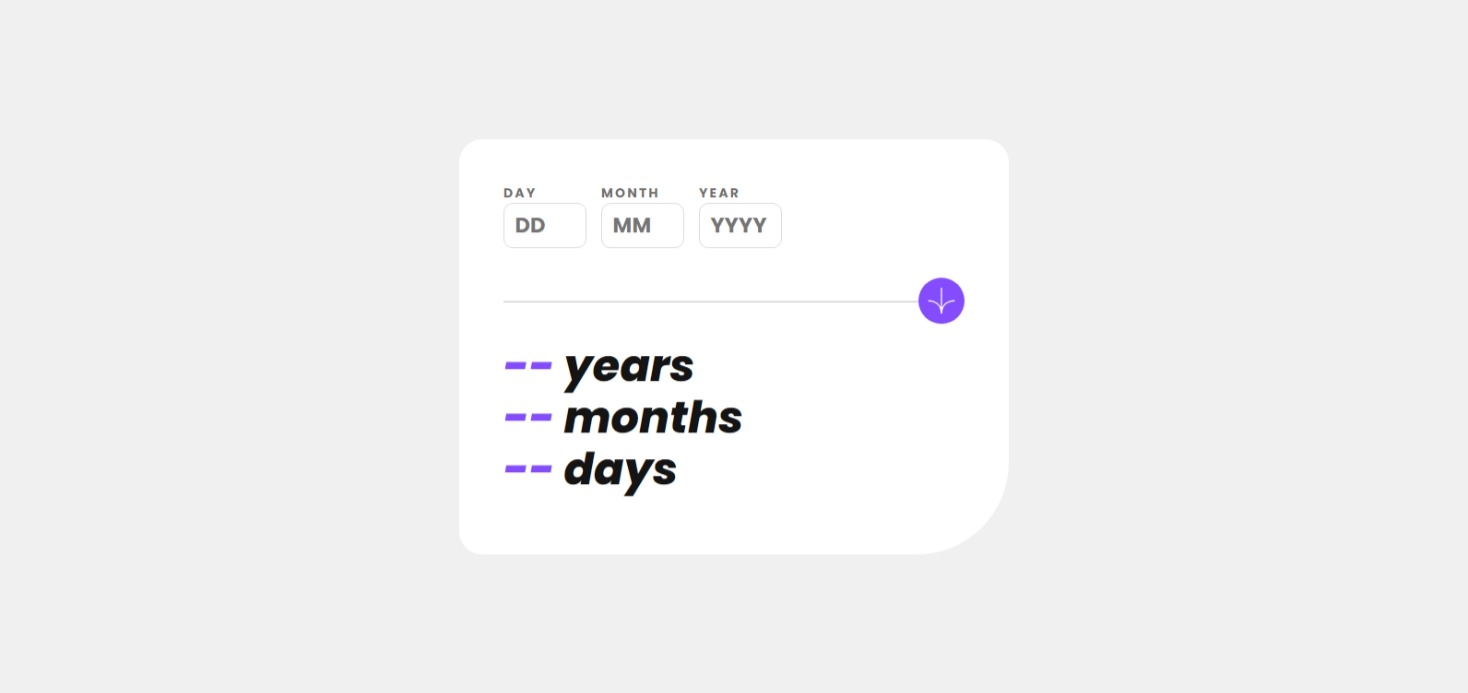 DAY MONTH YEAR
DD MM YYYY
-- years
-- months
-- days